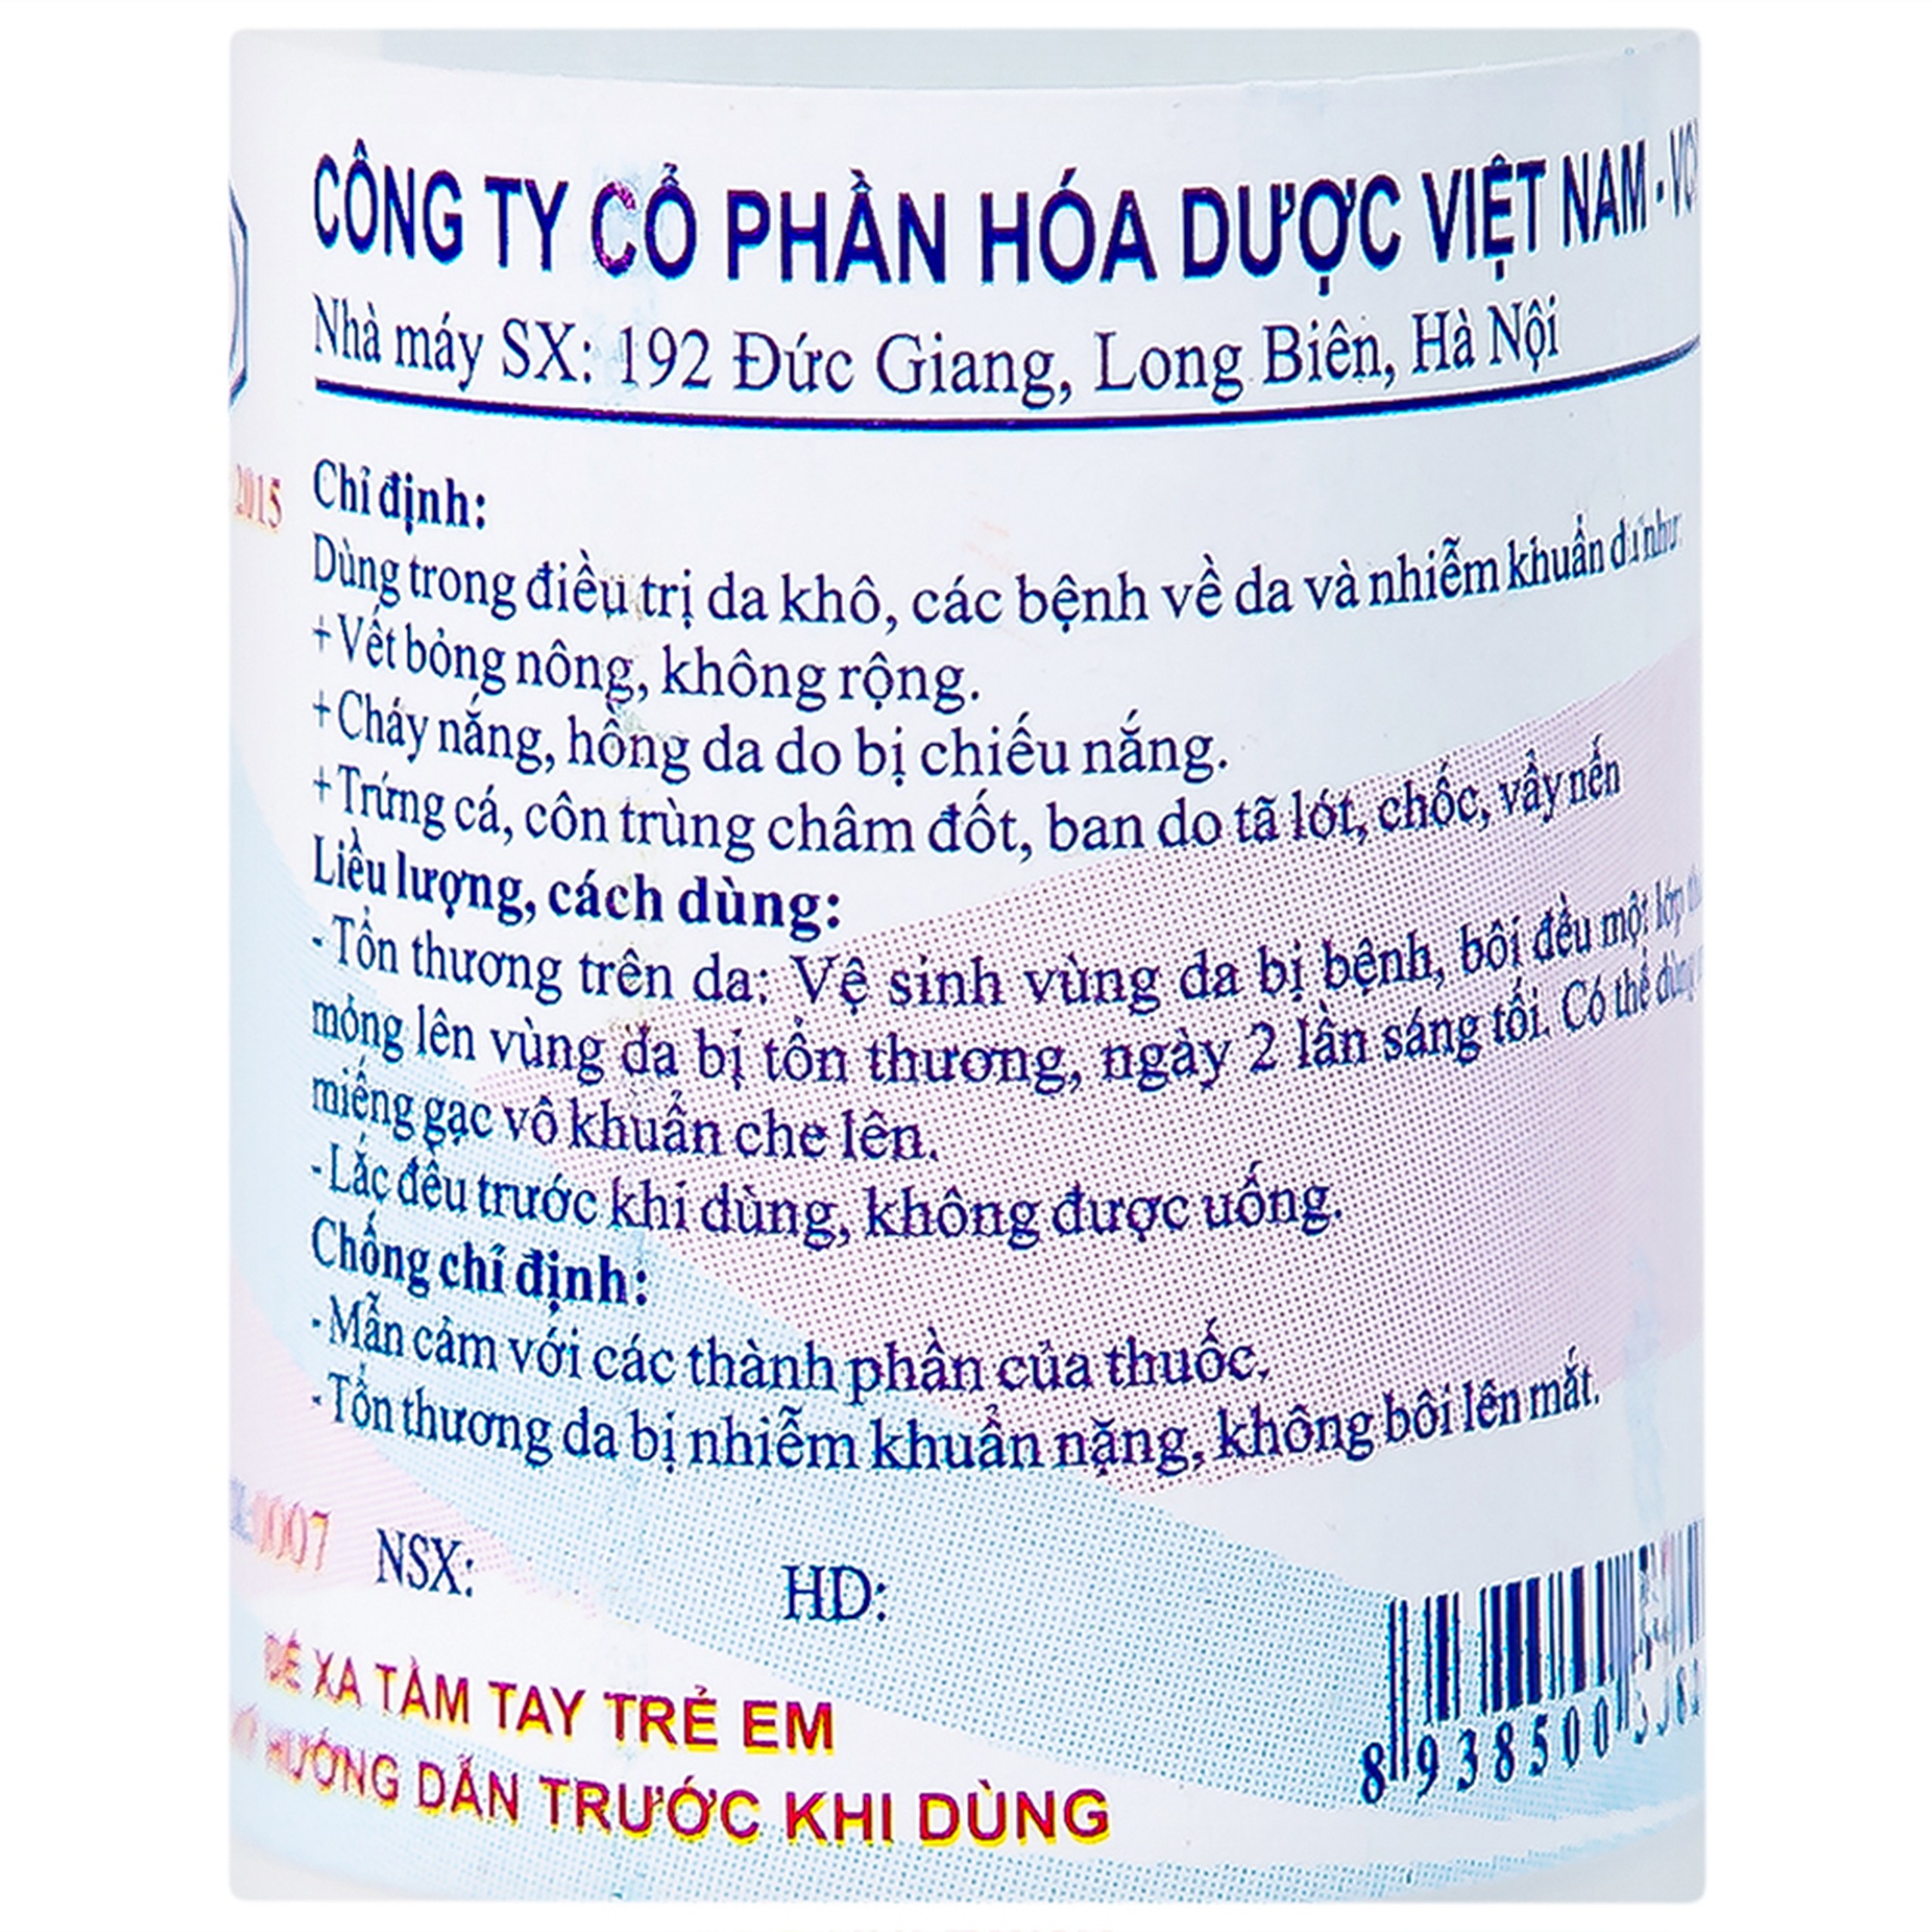 CÔNG TY CỔ PHẦN HÓA DƯỢC VIỆT NAM -
Nhà máy SX: 192 Đức Giang, Long Biên, Hà Nội
2015
Chỉ định:
Dùng trong điều trị da khô, các bệnh về da và nhiễm khuẩn da như:
+ Vết bỏng nông, không rộng.
+ Cháy nắng, hồng da do bị chiếu nắng.
+ Trứng cá, côn trùng châm đốt, ban do tã lót, chốc, vẩy nến
Liều lượng, cách dùng:
- Tổn thương trên da: Vệ sinh vùng da bị bệnh, bôi đều một lớp
mỏng lên vùng da bị tổn thương, ngày 2 lần sáng tối. Có thể dùng
miếng gạc vô khuẩn che lên.
- Lắc đều trước khi dùng, không được uống.
Chống chỉ định:
- Mẫn cảm với các thành phần của thuốc.
- Tổn thương da bị nhiễm khuẩn nặng, không bôi lên mắt.
NSX: HD:
ĐỂ XA TẦM TAY TRẺ EM
HƯỚNG DẪN TRƯỚC KHI DÙNG